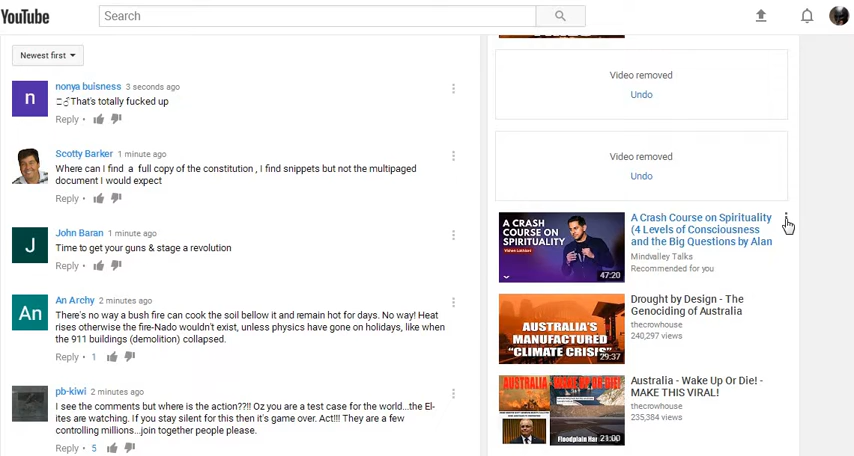 YouTube
Search
Newest first
nonya buisness 3 seconds ago
That's totally fucked up
Reply
Scotty Barker 1 minute ago
Where can I find a full copy of the constitution , I find snippets but not the multipaged
document I would expect
Reply
John Baran 1 minute ago
Time to get your guns & stage a revolution
Reply
An Archy 2 minutes ago
There's no way a bush fire can cook the soil bellow it and remain hot for days. No way! Heat
rises otherwise the fire-Nado wouldn't exist, unless physics have gone on holidays, like when
the 911 buildings (demolition) collapsed.
Reply 1
pb-kiwi 2 minutes ago
I see the comments but where is the action??!! Oz you are a test case for the world...the El-
ites are watching. If you stay silent for this then it's game over. Act!!! They are a few
controlling millions...join together people please.
Reply 5
Video removed
Undo
Video removed
Undo
A CRASH
COURSE ON
SPIRITUALITY
Vishen Lakhiani
47:20
A Crash Course on Spirituality
(4 Levels of Consciousness
and the Big Questions by Alan
Mindvalley Talks
Recommended for you
AUSTRALIA'S
MANUFACTURED
"CLIMATE CRISIS"
29:37
Drought by Design - The
Genociding of Australia
thecrowhouse
240,297 views
AUSTRALIA WAKE UP OR DIE!
Floodplain Har
21:00
Australia - Wake Up Or Die! -
MAKE THIS VIRAL!
thecrowhouse
235,384 views
n
J
An